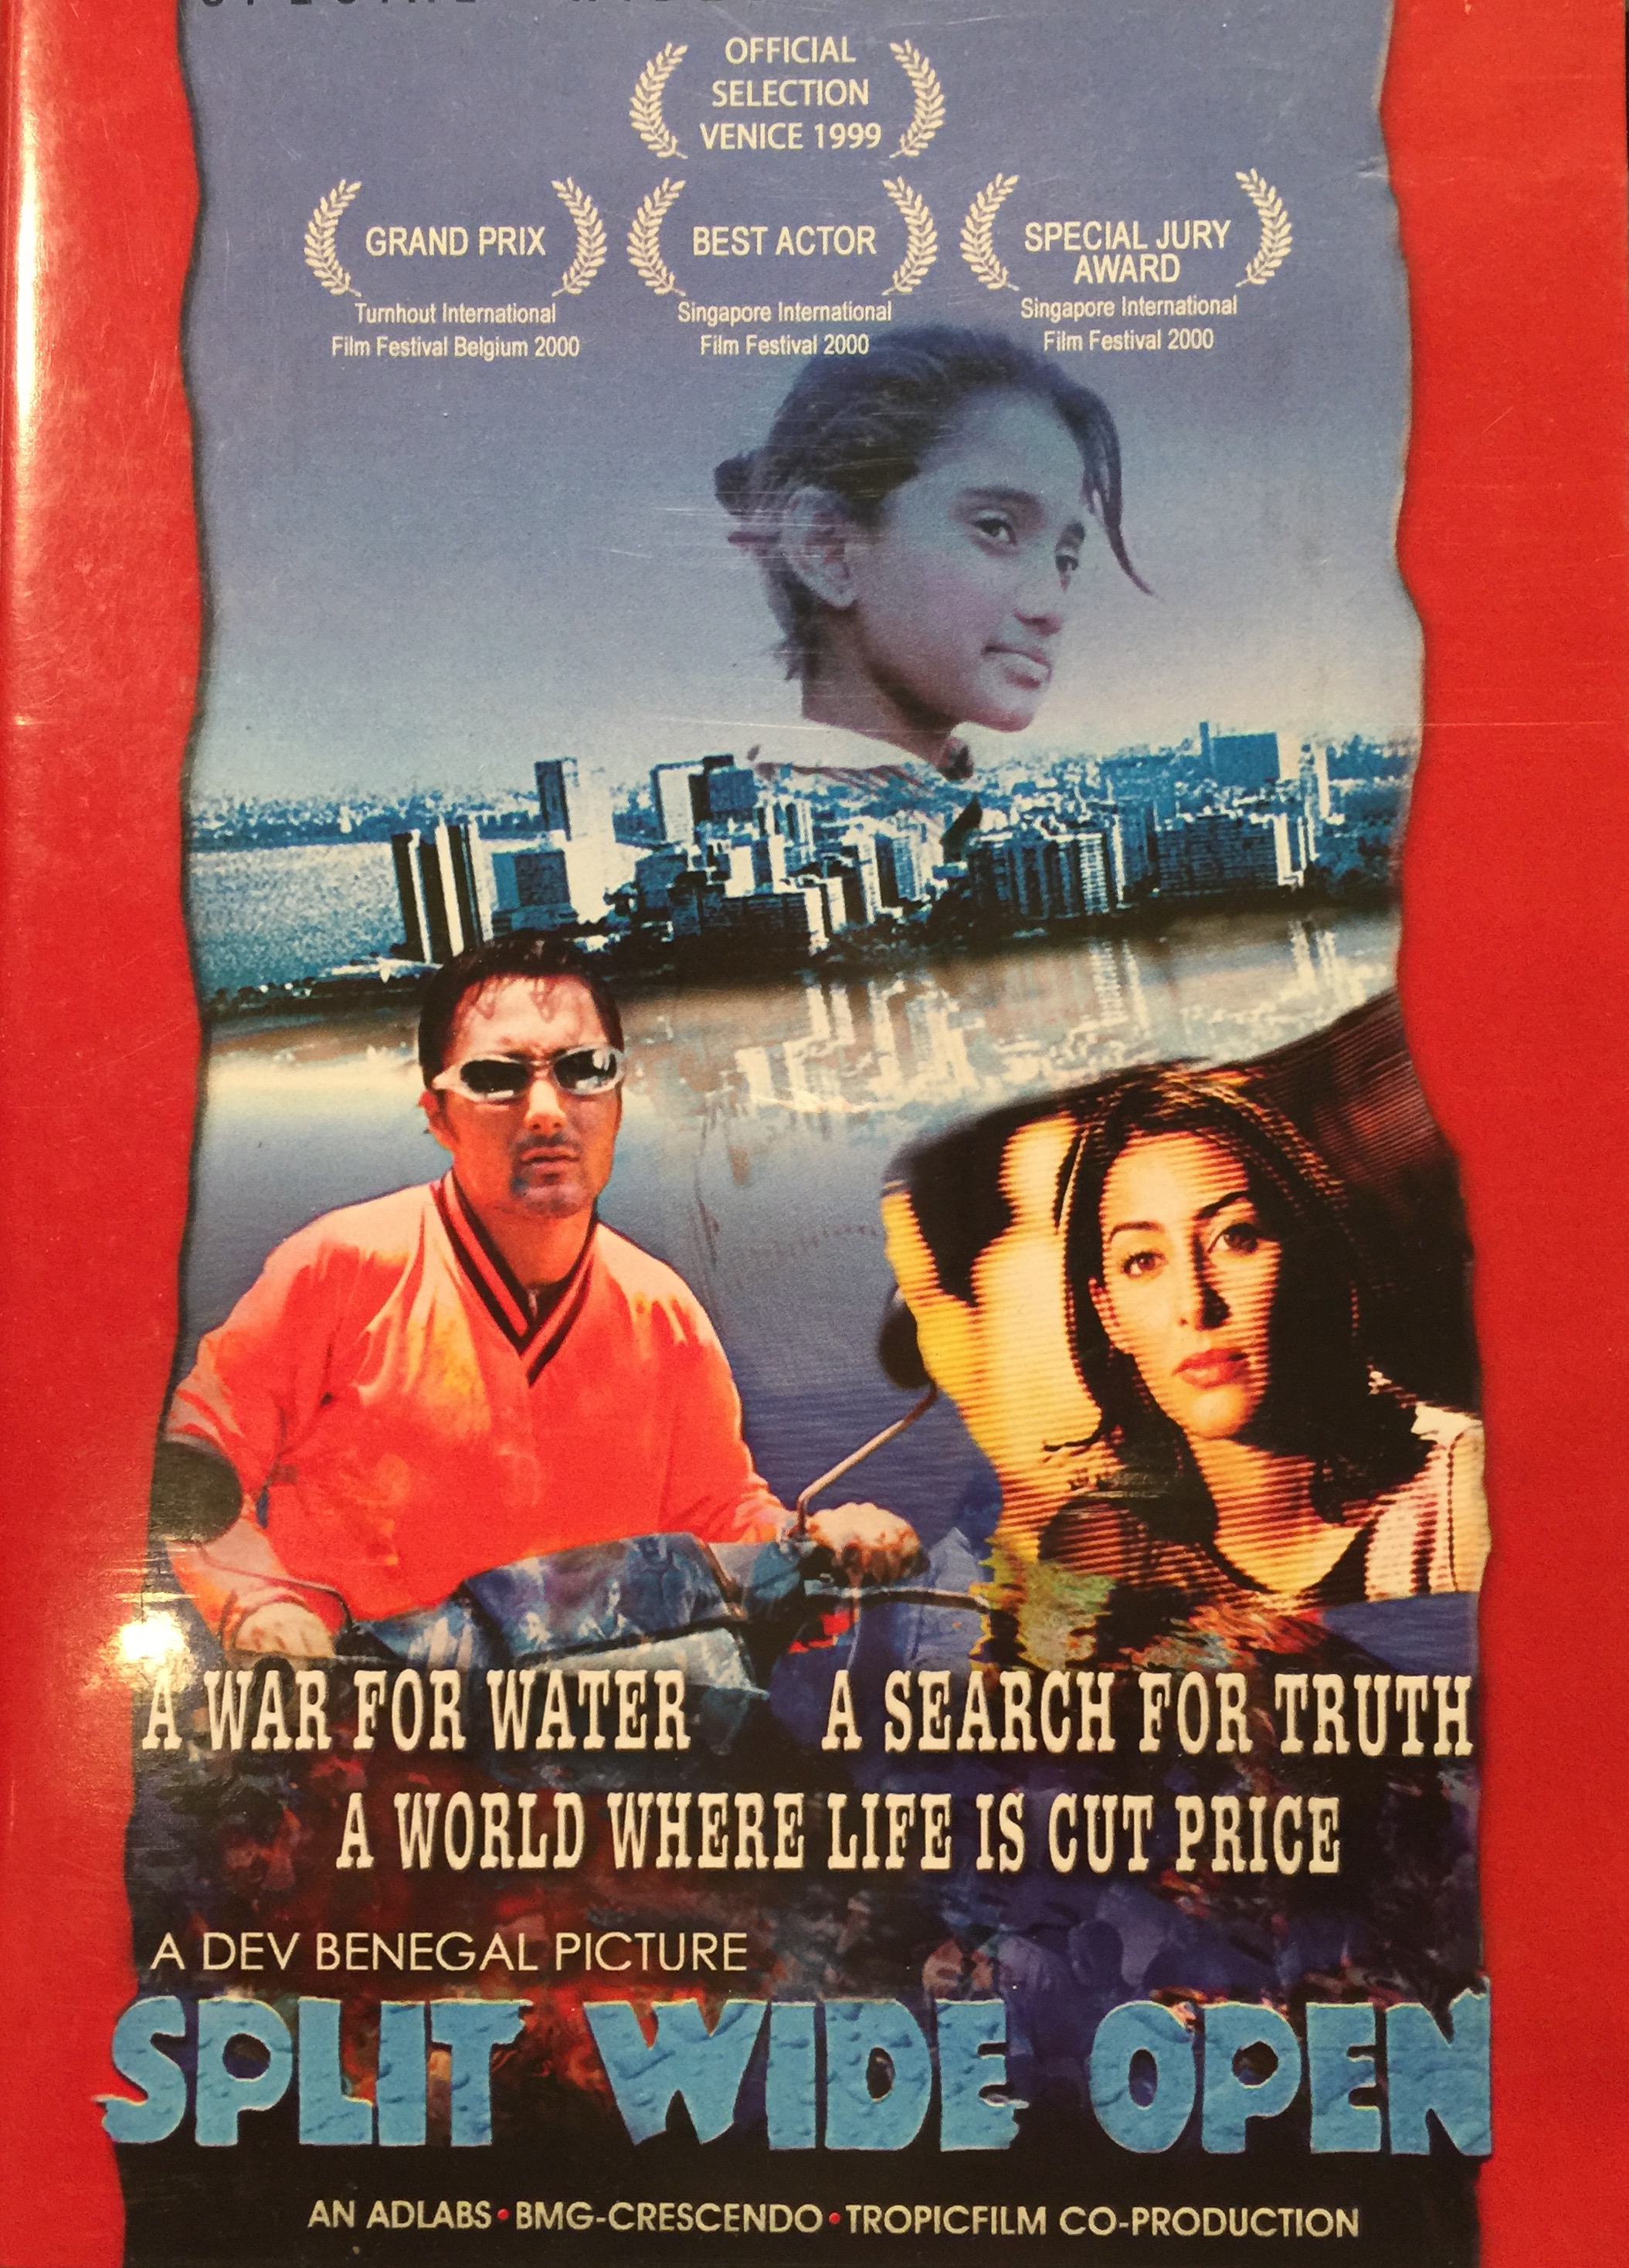 OFFICIAL
SELECTION
VENICE 1999
GRAND PRIX
Turnhout International
Film Festival Belgium 2000
BEST ACTOR
Singapore International
Film Festival 2000
SPECIAL JURY
AWARD
Singapore International
Film Festival 2000
A WAR FOR WATER
A SEARCH FOR TRUTH
A WORLD WHERE LIFE IS CUT PRICE
A DEV BENEGAL PICTURE
SPLIT WIDE OPEN
AN ADLABS • BMG-CRESCENDO • TROPICFILM CO-PRODUCTION